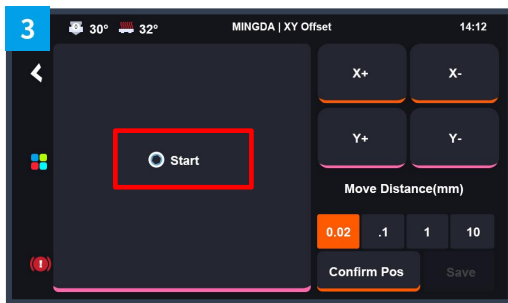 3
30° 32° MINGDA | XY Offset 14:12
X+ X-
Y+ Y-
Start
Move Distance(mm)
0.02 .1 1 10
Confirm Pos Save